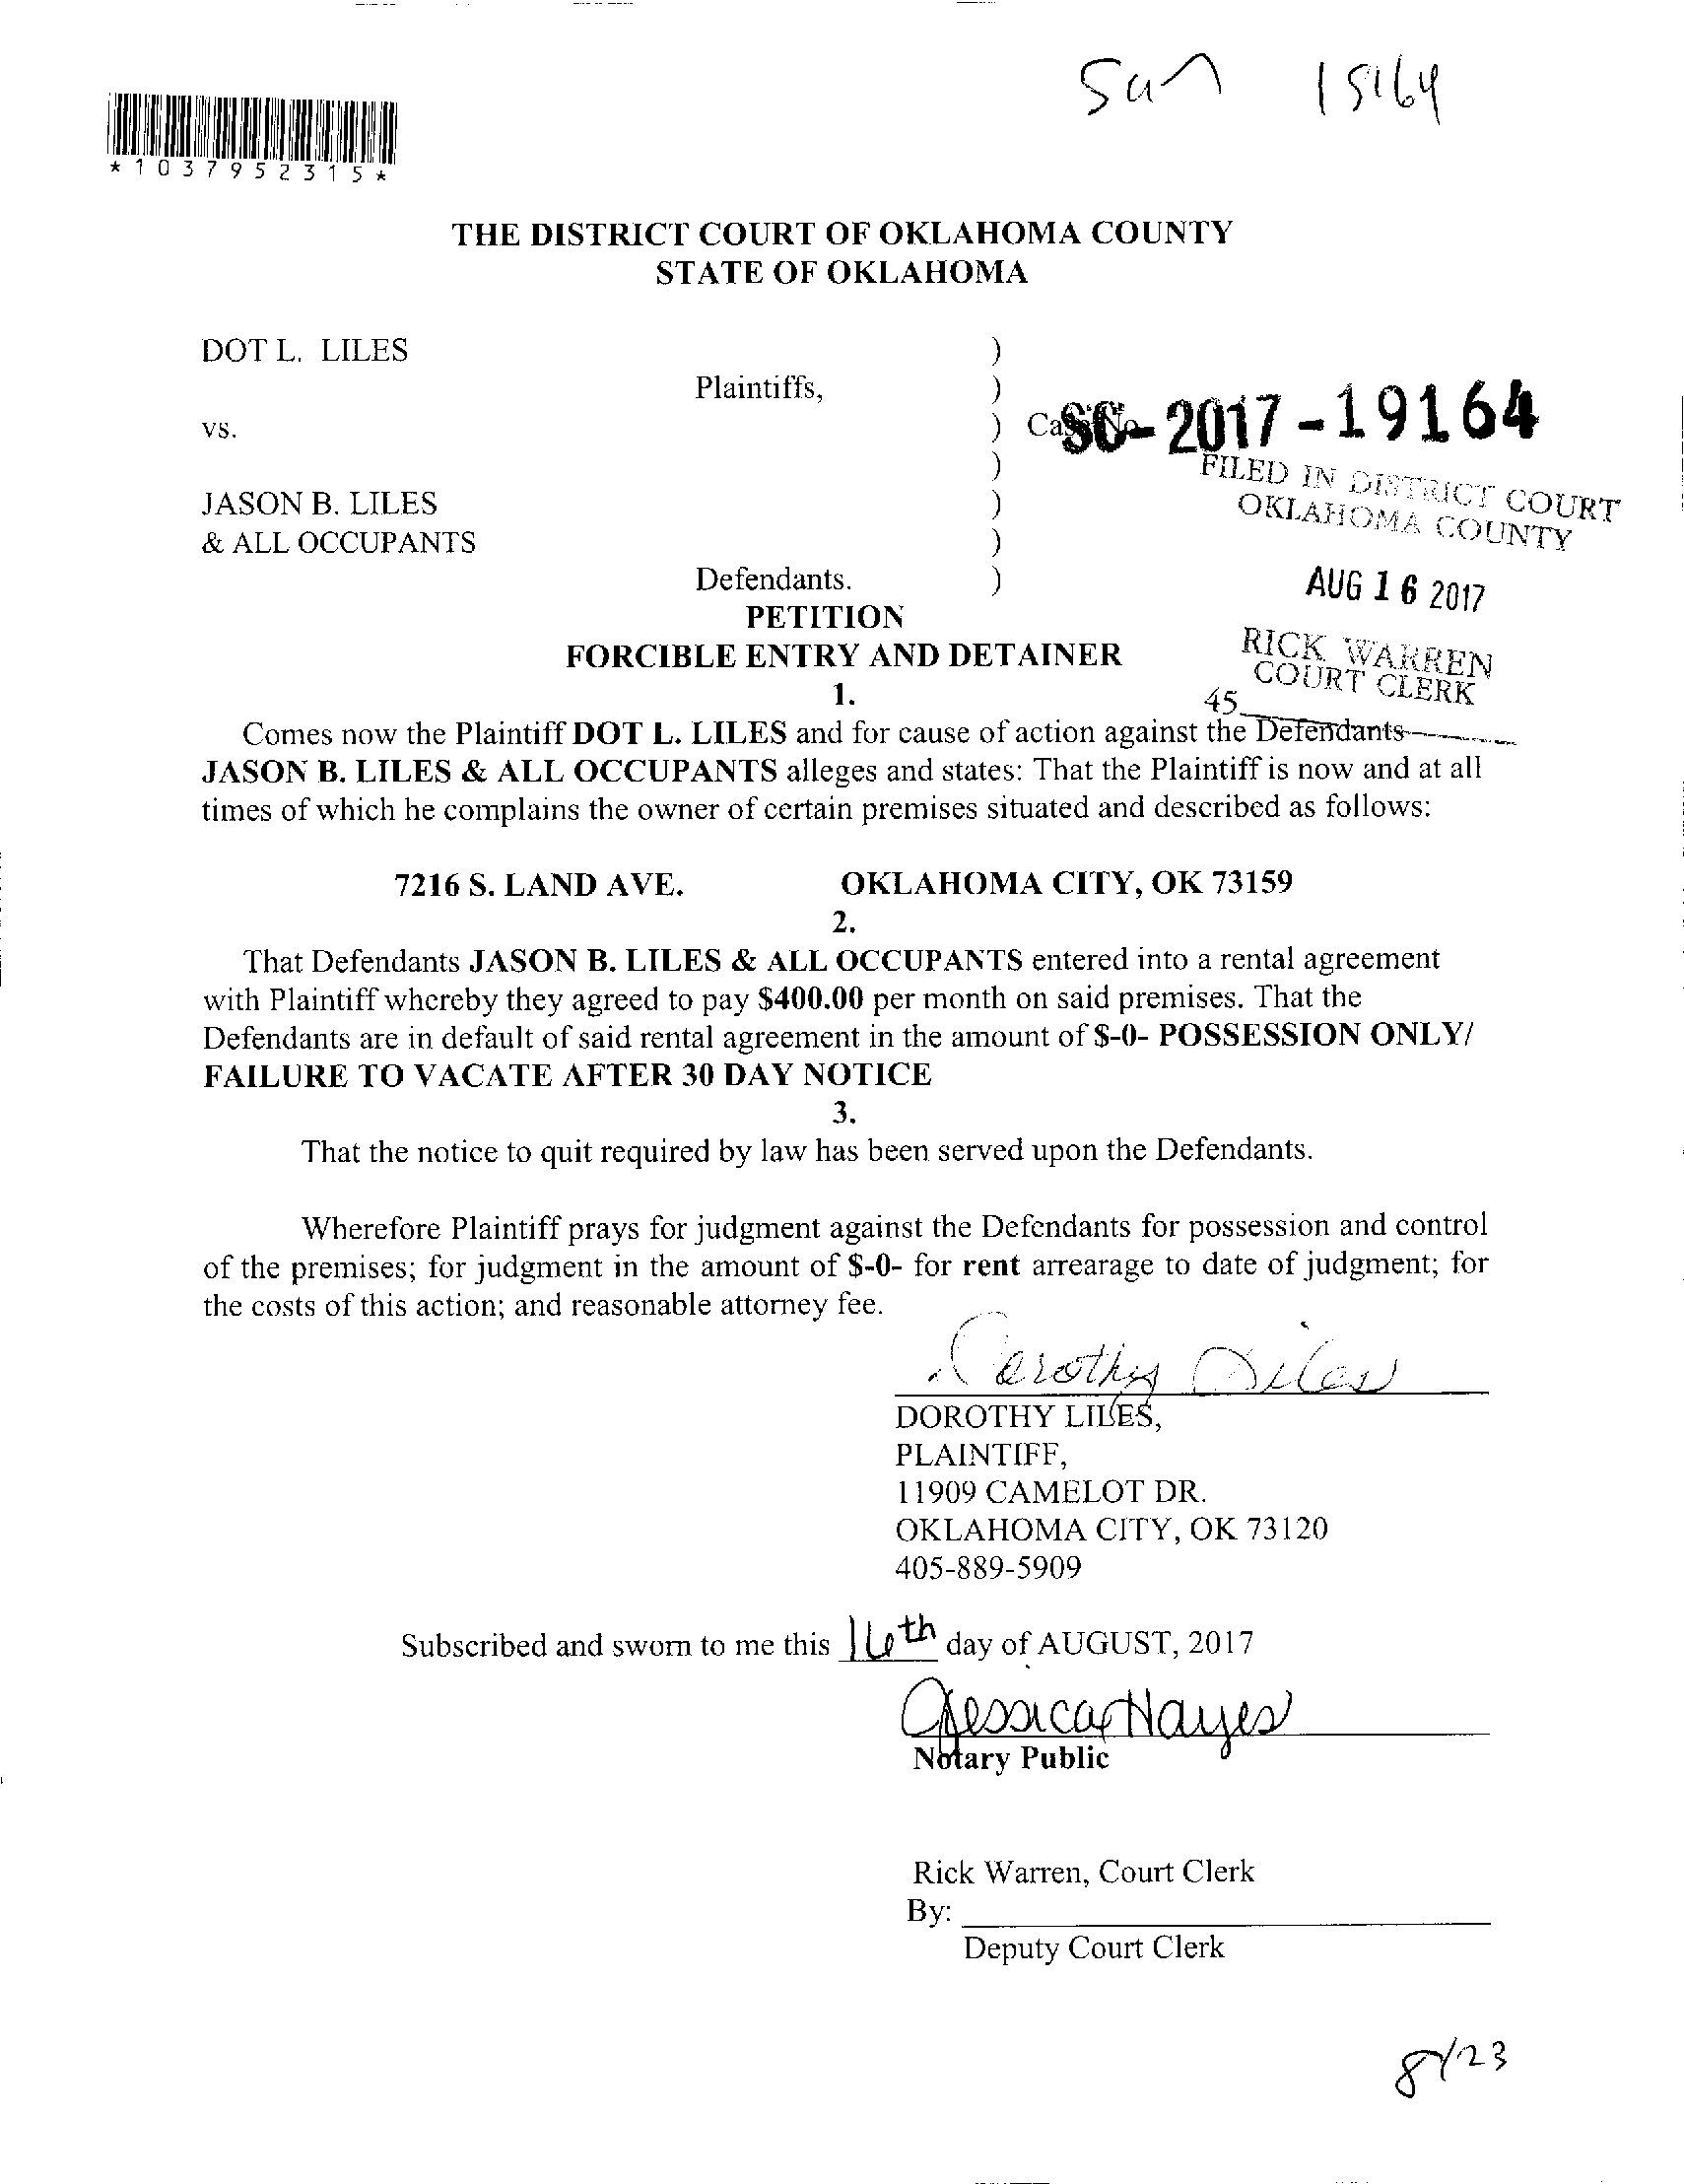 *1037952315*
THE DISTRICT COURT OF OKLAHOMA COUNTY
STATE OF OKLAHOMA
DOT L. LILES )
Plaintiffs, )
vs. ) Case No. SC-2017-19164
)
FILED IN DISTRICT COURT
OKLAHOMA COUNTY
JASON B. LILES )
& ALL OCCUPANTS )
Defendants. )
AUG 16 2017
PETITION
FORCIBLE ENTRY AND DETAINER
RICK WARREN
COURT CLERK
1.
45
Comes now the Plaintiff DOT L. LILES and for cause of action against the Defendants
JASON B. LILES & ALL OCCUPANTS alleges and states: That the Plaintiff is now and at all
times of which he complains the owner of certain premises situated and described as follows:
7216 S. LAND AVE. OKLAHOMA CITY, OK 73159
2.
That Defendants JASON B. LILES & ALL OCCUPANTS entered into a rental agreement
with Plaintiff whereby they agreed to pay $400.00 per month on said premises. That the
Defendants are in default of said rental agreement in the amount of $-0- POSSESSION ONLY/
FAILURE TO VACATE AFTER 30 DAY NOTICE
3.
That the notice to quit required by law has been served upon the Defendants.
Wherefore Plaintiff prays for judgment against the Defendants for possession and control
of the premises; for judgment in the amount of $-0- for rent arrearage to date of judgment; for
the costs of this action; and reasonable attorney fee.
Dorothy Liles
DOROTHY LILES,
PLAINTIFF,
11909 CAMELOT DR.
OKLAHOMA CITY, OK 73120
405-889-5909
Subscribed and sworn to me this 16th day of AUGUST, 2017
Jessica Hayes
Notary Public
Rick Warren, Court Clerk
By:
Deputy Court Clerk
8/23